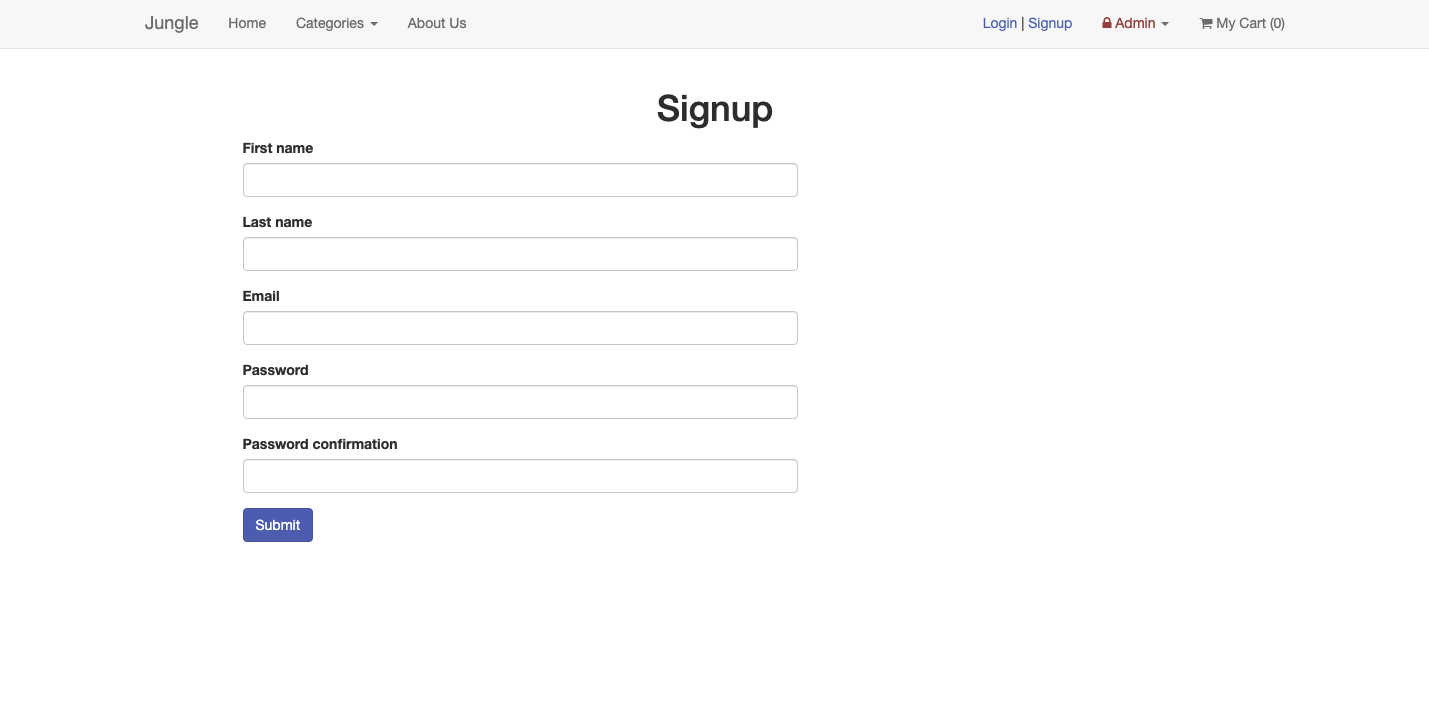 Jungle Home Categories About Us Login | Signup Admin My Cart (0)
Signup
First name
Last name
Email
Password
Password confirmation
Submit